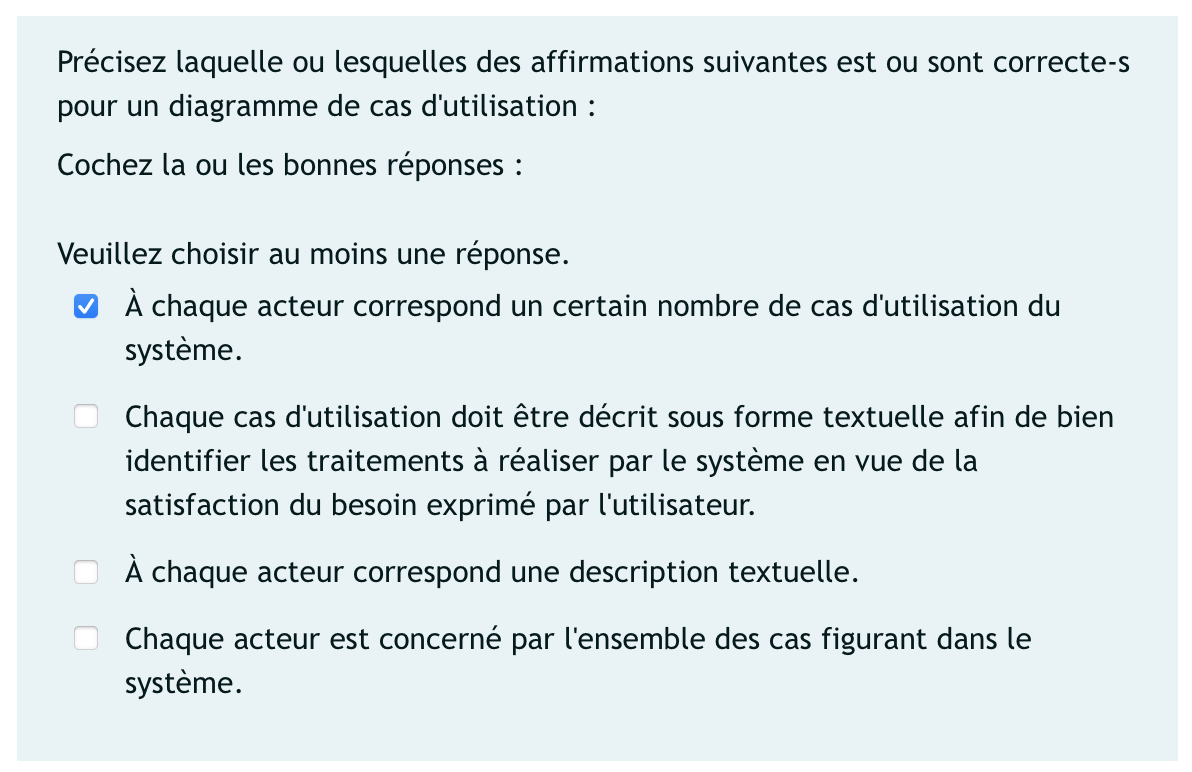 Précisez laquelle ou lesquelles des affirmations suivantes est ou sont correcte-s
pour un diagramme de cas d'utilisation :
Cochez la ou les bonnes réponses :
Veuillez choisir au moins une réponse.
À chaque acteur correspond un certain nombre de cas d'utilisation du
système.
Chaque cas d'utilisation doit être décrit sous forme textuelle afin de bien
identifier les traitements à réaliser par le système en vue de la
satisfaction du besoin exprimé par l'utilisateur.
À chaque acteur correspond une description textuelle.
Chaque acteur est concerné par l'ensemble des cas figurant dans le
système.